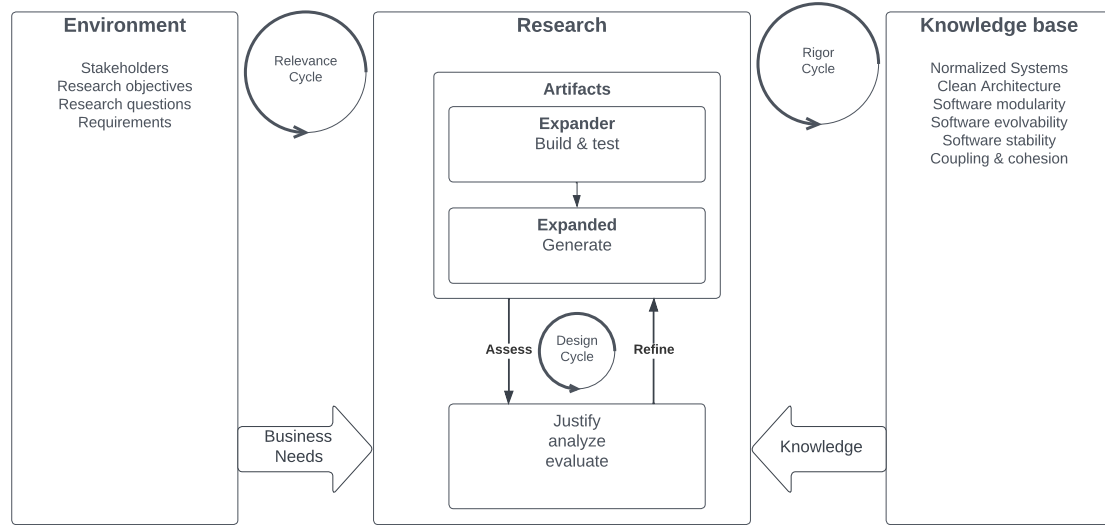 Environment
Stakeholders
Research objectives
Research questions
Requirements
Relevance
Cycle
Business
Needs
Research
Artifacts
Expander
Build & test
Expanded
Generate
Assess
Design
Cycle
Refine
Justify
analyze
evaluate
Rigor
Cycle
Knowledge
Knowledge base
Normalized Systems
Clean Architecture
Software modularity
Software evolvability
Software stability
Coupling & cohesion